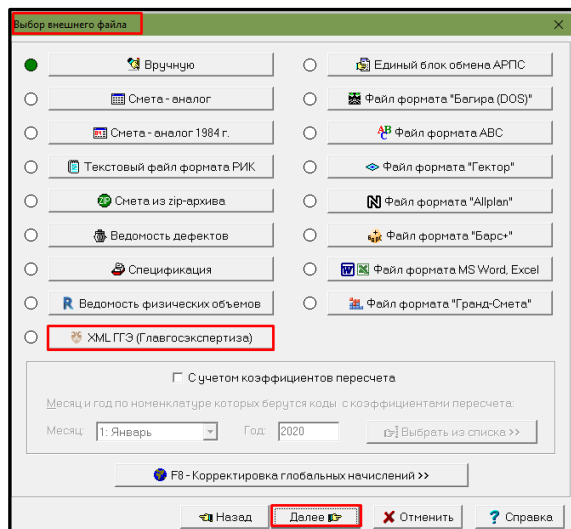 Выбор внешнего файла
Вручную
Единый блок обмена АРПС
Смета - аналог
Файл формата "Багира (DOS)"
Смета - аналог 1984 г.
Файл формата АВС
Текстовый файл формата РИК
Файл формата "Гектор"
Смета из zip-архива
Файл формата "Allplan"
Ведомость дефектов
Файл формата "Барс+"
Спецификация
Файл формата MS Word, Excel
Ведомость физических объемов
Файл формата "Гранд-Смета"
XML ГГЭ (Главгосэкспертиза)
С учетом коэффициентов пересчета
Месяц и год по номенклатуре которых берутся коды с коэффициентами пересчета:
Месяц: 1: Январь Год: 2020 Выбрать из списка >>
F8 - Корректировка глобальных начислений >>
Назад Далее Отменить ? Справка